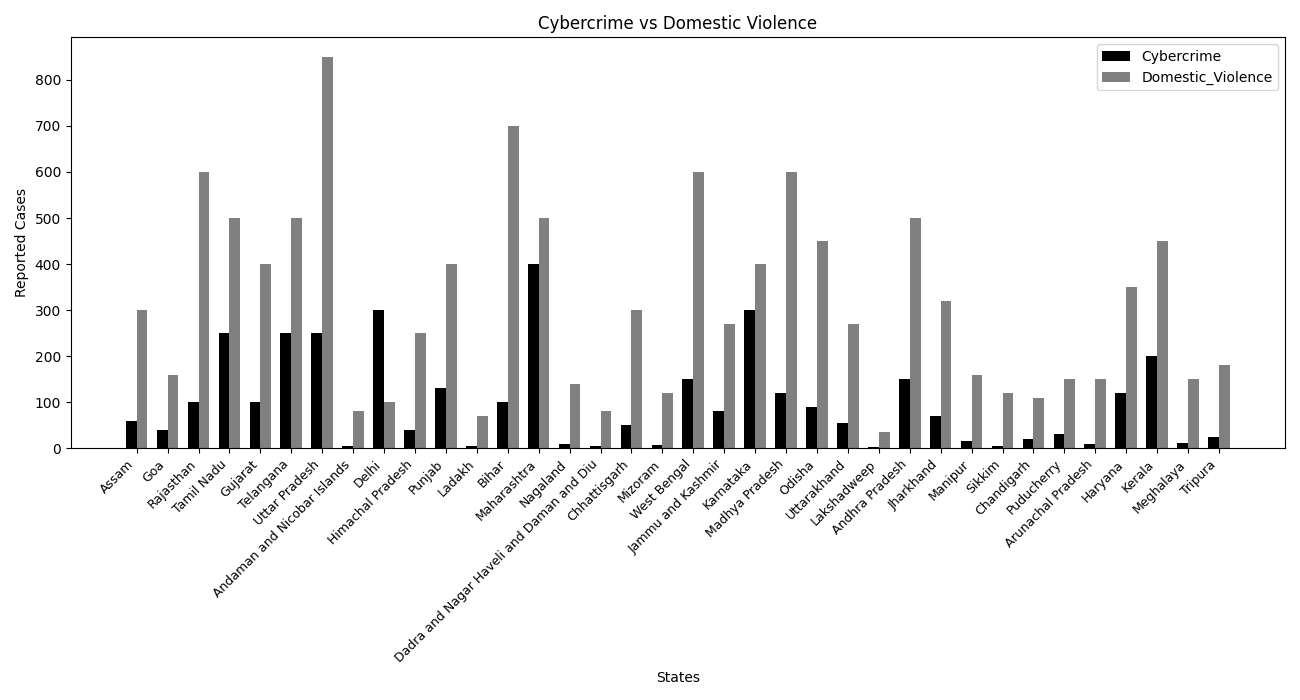 Cybercrime vs Domestic Violence
Cybercrime
Domestic_Violence
Reported Cases
800
700
600
500
400
300
200
100
0
Assam
Goa
Rajasthan
Tamil Nadu
Gujarat
Telangana
Uttar Pradesh
Andaman and Nicobar Islands
Delhi
Himachal Pradesh
Punjab
Ladakh
Bihar
Maharashtra
Nagaland
Dadra and Nagar Haveli and Daman and Diu
Chhattisgarh
Mizoram
West Bengal
Jammu and Kashmir
Karnataka
Madhya Pradesh
Odisha
Uttarakhand
Lakshadweep
Andhra Pradesh
Jharkhand
Manipur
Sikkim
Chandigarh
Puducherry
Arunachal Pradesh
Haryana
Kerala
Meghalaya
Tripura
States